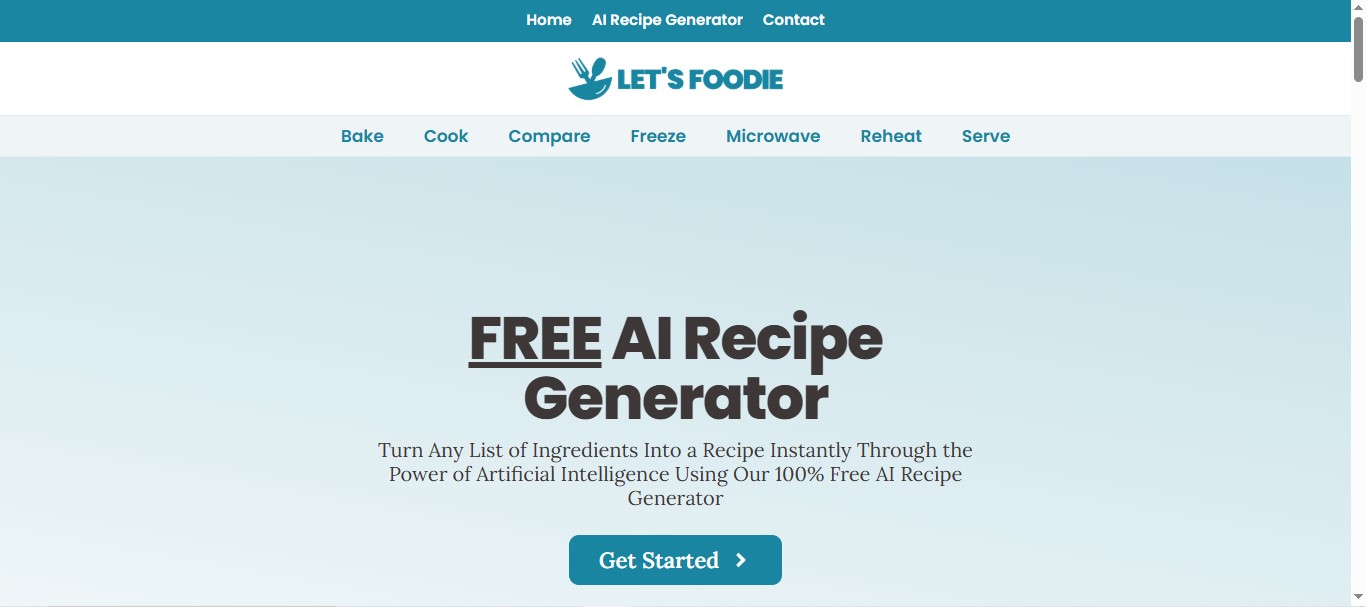 Home AI Recipe Generator Contact
LET'S FOODIE
Bake Cook Compare Freeze Microwave Reheat Serve
FREE AI Recipe
Generator
Turn Any List of Ingredients Into a Recipe Instantly Through the
Power of Artificial Intelligence Using Our 100% Free AI Recipe
Generator
Get Started